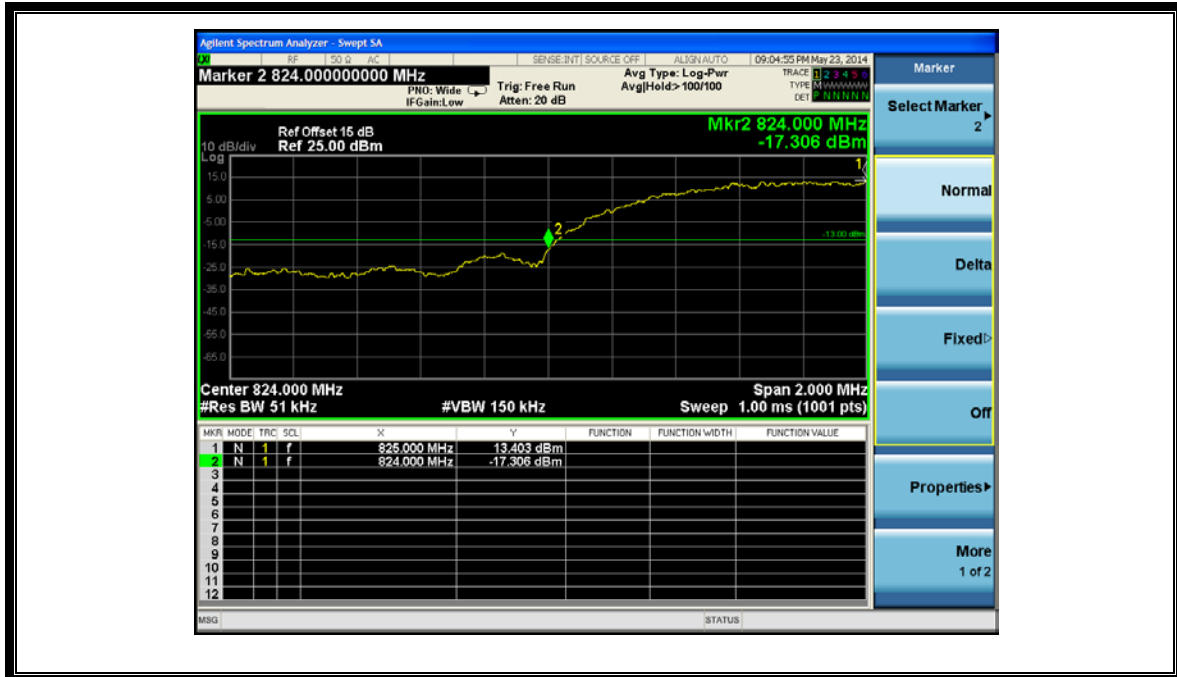 Agilent Spectrum Analyzer - Swept SA
RF 50 Ω AC SENSE:INT SOURCE OFF ALIGN AUTO 09:04:55 PM May 23, 2014
Marker 2 824.000000000 MHz
PNO: Wide
IFGain:Low
Trig: Free Run
Atten: 20 dB
Avg Type: Log-Pwr
Avg|Hold:>100/100
TRACE 1 2 3 4 5 6
TYPE M
DET P N N N N N
Ref Offset 15 dB
10 dB/div Ref 25.00 dBm
Log
Mkr2 824.000 MHz
-17.306 dBm
15.0
5.00
-5.00
-15.0
-25.0
-35.0
-45.0
-55.0
-65.0
1
2
-13.00 dBm
Center 824.000 MHz Span 2.000 MHz
#Res BW 51 kHz #VBW 150 kHz Sweep 1.00 ms (1001 pts)
MKR MODE TRC SCL X Y FUNCTION FUNCTION WIDTH FUNCTION VALUE
1 N 1 f 825.000 MHz 13.403 dBm
2 N 1 f 824.000 MHz -17.306 dBm
3
4
5
6
7
8
9
10
11
12
MSG STATUS
Marker
Select Marker
2
Normal
Delta
Fixed
Off
Properties
More
1 of 2